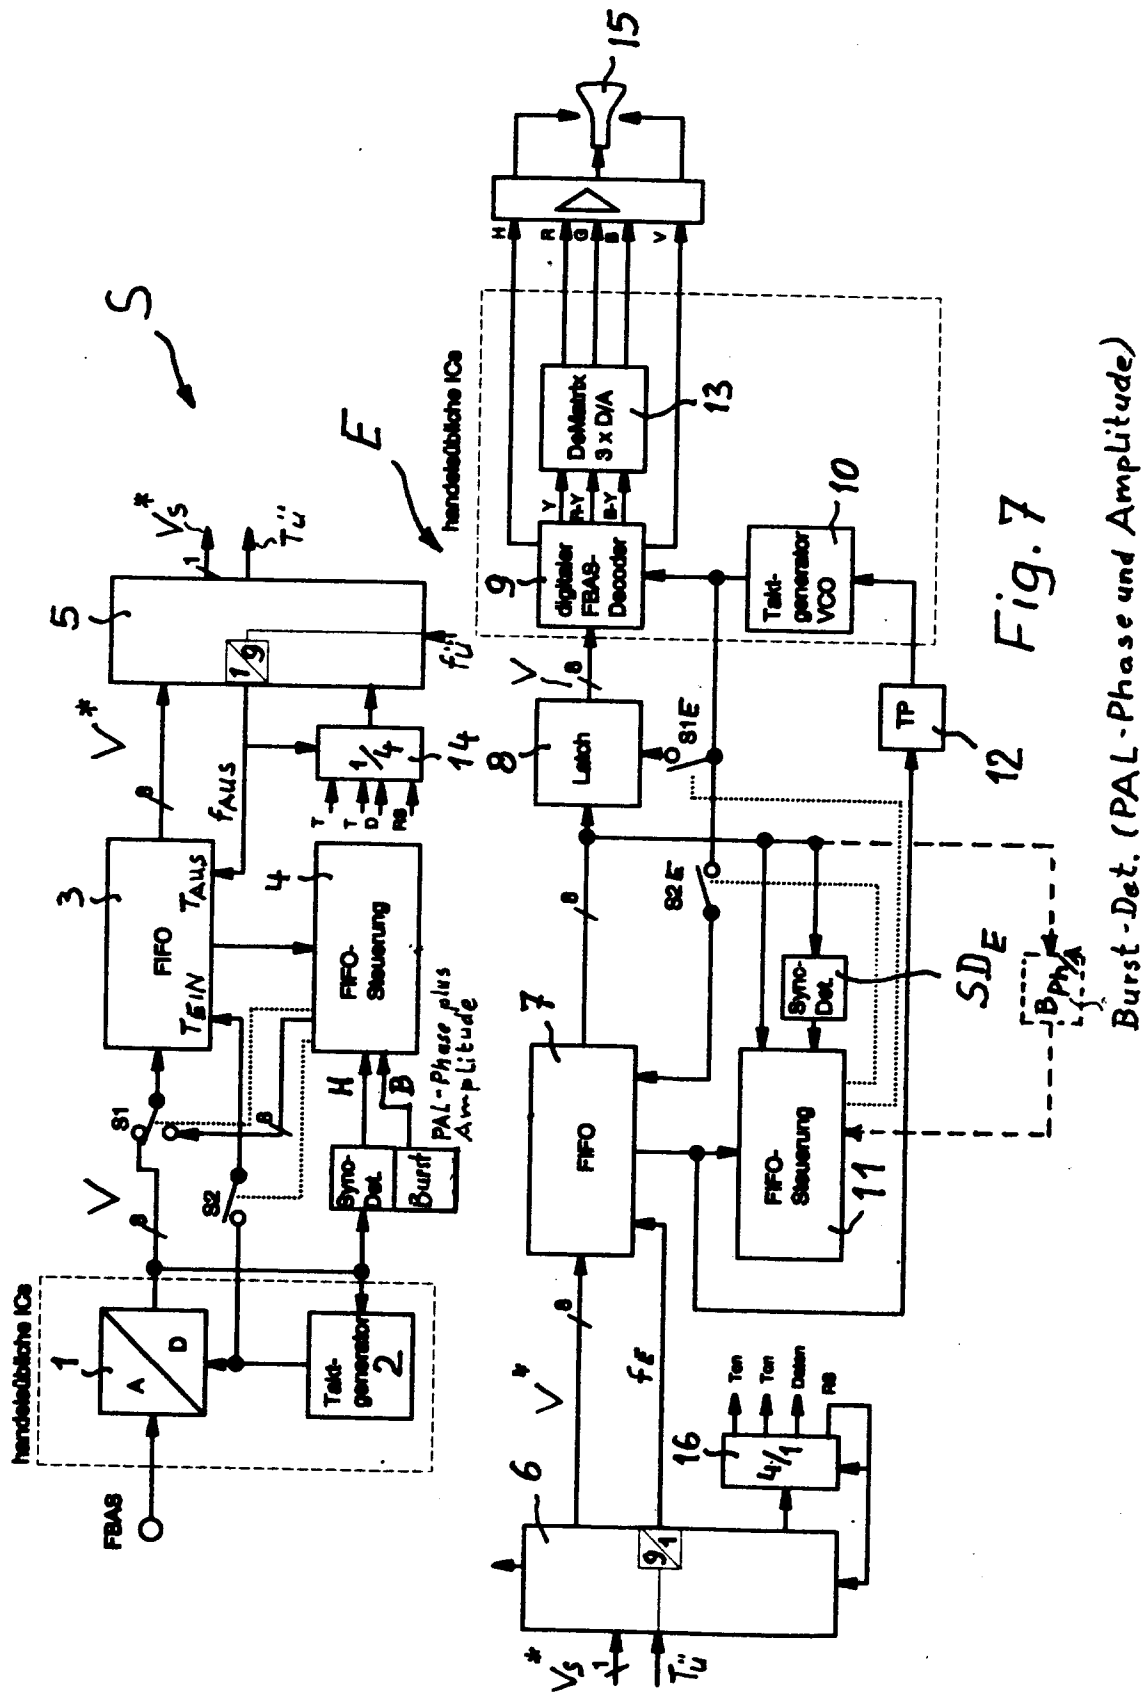 S
handelsübliche ICs
FBAS
1
A
D
Takt-
generator
2
V
8
S1
S2
8
Sync-
Det.
Burst
H
B
PAL-Phase plus
Amplitude
3
FIFO
TEIN
TAUS
4
FIFO-
Steuerung
V*
8
fAUS
T
T
D
RS
1/4
14
5
1
9
fü
1
Vs*
Tü
E
Vs*
1
Tü
6
9
1
V*
8
fE
16
4/1
Ton
Ton
Daten
RS
7
FIFO
8
FIFO-
Steuerung
11
Sync-
Det.
SDE
S2E
S1E
8
Latch
V
8
TP
12
handelsübliche ICs
9
digitaler
FBAS-
Decoder
Takt-
generator
VCO
10
Y
R-Y
B-Y
DeMatrix
3 x D/A
13
H
R
G
B
V
15
BPh/A
Fig. 7
Burst-Det. (PAL-Phase und Amplitude)